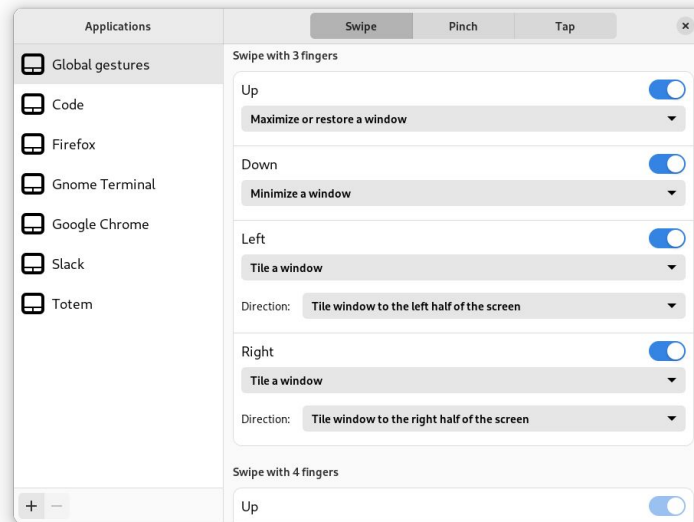 Applications
Swipe
Pinch
Tap
Global gestures
Code
Firefox
Gnome Terminal
Google Chrome
Slack
Totem
Swipe with 3 fingers
Up
Maximize or restore a window
Down
Minimize a window
Left
Tile a window
Direction: Tile window to the left half of the screen
Right
Tile a window
Direction: Tile window to the right half of the screen
Swipe with 4 fingers
Up